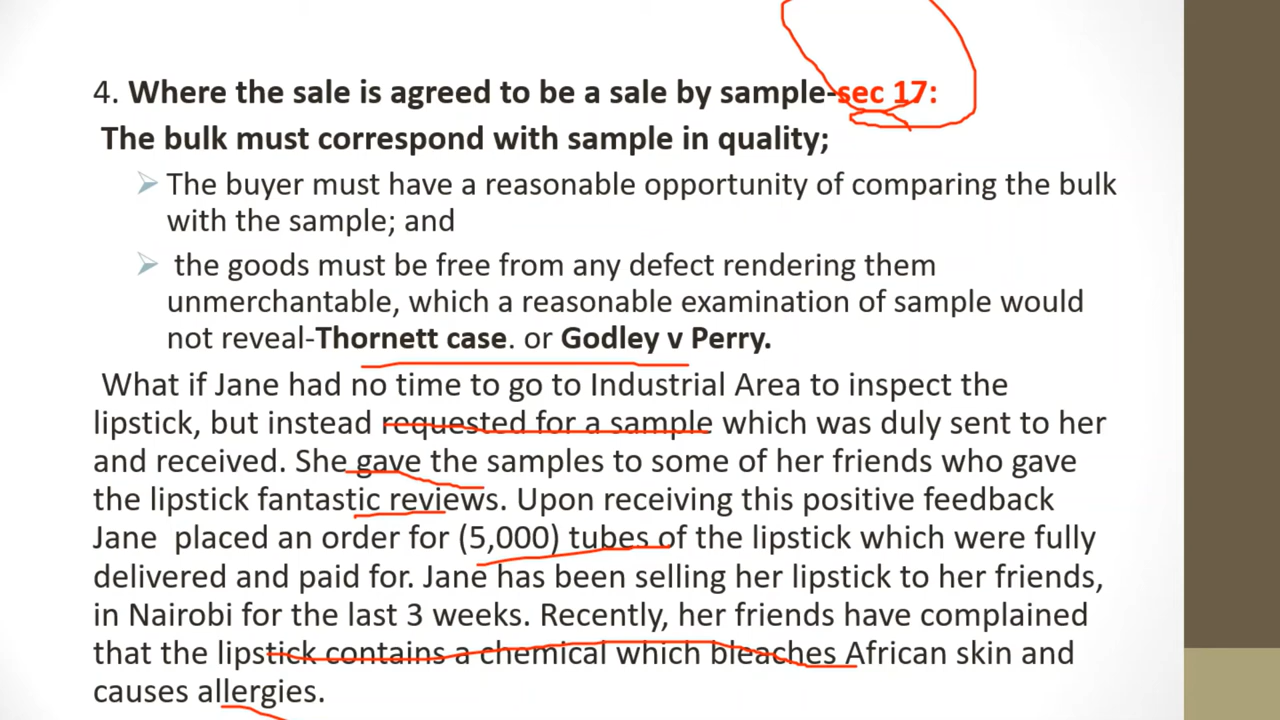 4. Where the sale is agreed to be a sale by sample-sec 17:
The bulk must correspond with sample in quality;
The buyer must have a reasonable opportunity of comparing the bulk
with the sample; and
the goods must be free from any defect rendering them
unmerchantable, which a reasonable examination of sample would
not reveal-Thornett case. or Godley v Perry.
What if Jane had no time to go to Industrial Area to inspect the
lipstick, but instead requested for a sample which was duly sent to her
and received. She gave the samples to some of her friends who gave
the lipstick fantastic reviews. Upon receiving this positive feedback
Jane placed an order for (5,000) tubes of the lipstick which were fully
delivered and paid for. Jane has been selling her lipstick to her friends,
in Nairobi for the last 3 weeks. Recently, her friends have complained
that the lipstick contains a chemical which bleaches African skin and
causes allergies.